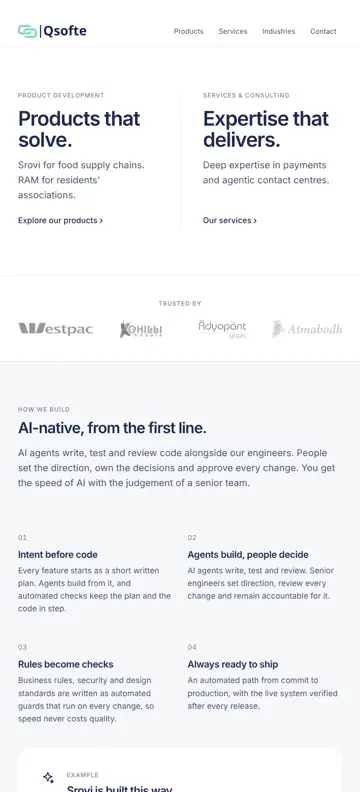 Qsofte
Products Services Industries Contact
PRODUCT DEVELOPMENT
Products that
solve.
Srovi for food supply chains.
RAM for residents'
associations.
Explore our products ›
SERVICES & CONSULTING
Expertise that
delivers.
Deep expertise in payments
and agentic contact centres.
Our services ›
TRUSTED BY
Westpac
Adyopant
LEGAL
Atmabodh
HOW WE BUILD
AI-native, from the first line.
AI agents write, test and review code alongside our engineers. People
set the direction, own the decisions and approve every change. You get
the speed of AI with the judgement of a senior team.
01
Intent before code
Every feature starts as a short written
plan. Agents build from it, and
automated checks keep the plan and the
code in step.
02
Agents build, people decide
AI agents write, test and review. Senior
engineers set direction, review every
change and remain accountable for it.
03
Rules become checks
Business rules, security and design
standards are written as automated
guards that run on every change, so
speed never costs quality.
04
Always ready to ship
An automated path from commit to
production, with the live system verified
after every release.
EXAMPLE
Srovi is built this way